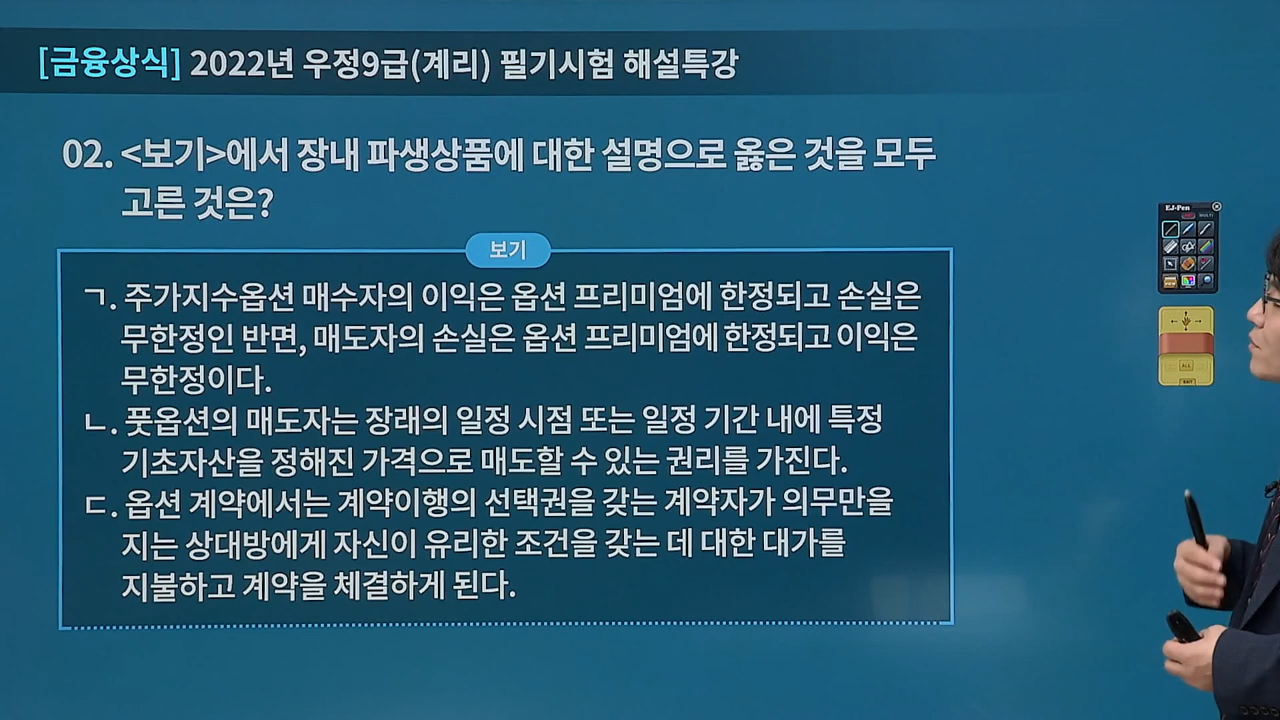 [금융상식] 2022년 우정9급(계리) 필기시험 해설특강
02. <보기>에서 장내 파생상품에 대한 설명으로 옳은 것을 모두
고른 것은?
보기
ㄱ. 주가지수옵션 매수자의 이익은 옵션 프리미엄에 한정되고 손실은
무한정인 반면, 매도자의 손실은 옵션 프리미엄에 한정되고 이익은
무한정이다.
ㄴ. 풋옵션의 매도자는 장래의 일정 시점 또는 일정 기간 내에 특정
기초자산을 정해진 가격으로 매도할 수 있는 권리를 가진다.
ㄷ. 옵션 계약에서는 계약이행의 선택권을 갖는 계약자가 의무만을
지는 상대방에게 자신이 유리한 조건을 갖는 데 대한 대가를
지불하고 계약을 체결하게 된다.
EJ-Pen
ALL
EXIT